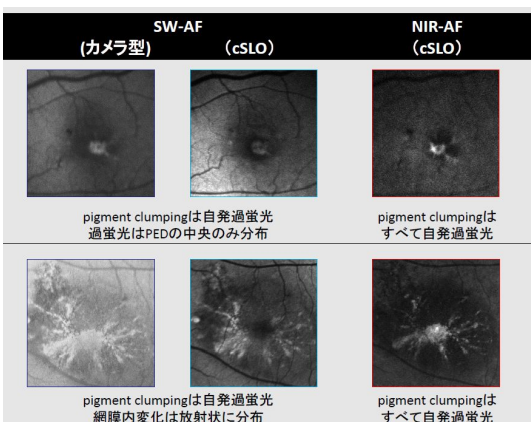 SW-AF
NIR-AF
(カメラ型)
（cSLO）
（cSLO）
pigment clumpingは自発過蛍光
過蛍光はPEDの中央のみ分布
pigment clumpingは
すべて自発過蛍光
pigment clumpingは自発過蛍光
網膜内変化は放射状に分布
pigment clumpingは
すべて自発過蛍光